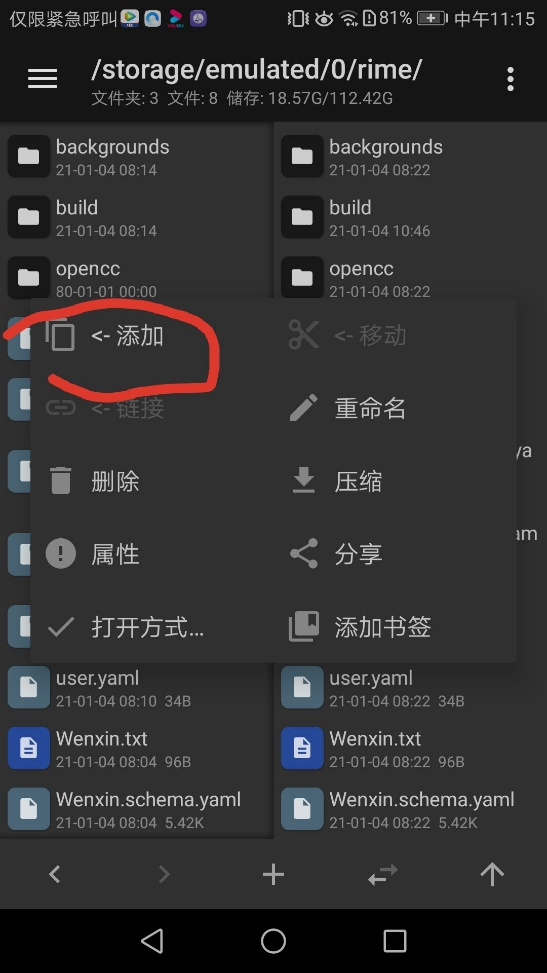 仅限紧急呼叫
81%
中午11:15
/storage/emulated/0/rime/
文件夹: 3 文件: 8 储存: 18.57G/112.42G
backgrounds
21-01-04 08:14
backgrounds
21-01-04 08:22
build
21-01-04 08:14
build
21-01-04 10:46
opencc
80-01-01 00:00
opencc
21-01-04 08:22
<- 添加
<- 移动
<- 链接
重命名
ya
删除
压缩
am
属性
分享
打开方式...
添加书签
user.yaml
21-01-04 08:10 34B
user.yaml
21-01-04 08:22 34B
Wenxin.txt
21-01-04 08:04 96B
Wenxin.txt
21-01-04 08:22 96B
Wenxin.schema.yaml
21-01-04 08:04 5.42K
Wenxin.schema.yaml
21-01-04 08:22 5.42K